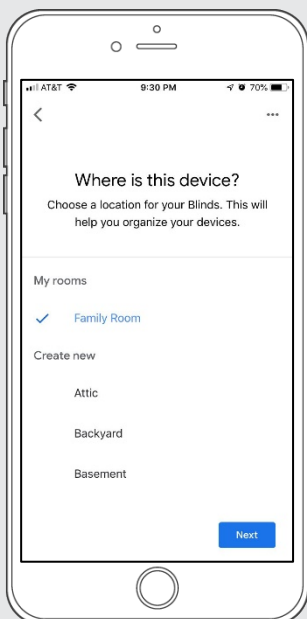 AT&T 9:30 PM 70%
Where is this device?
Choose a location for your Blinds. This will
help you organize your devices.
My rooms
Family Room
Create new
Attic
Backyard
Basement
Next